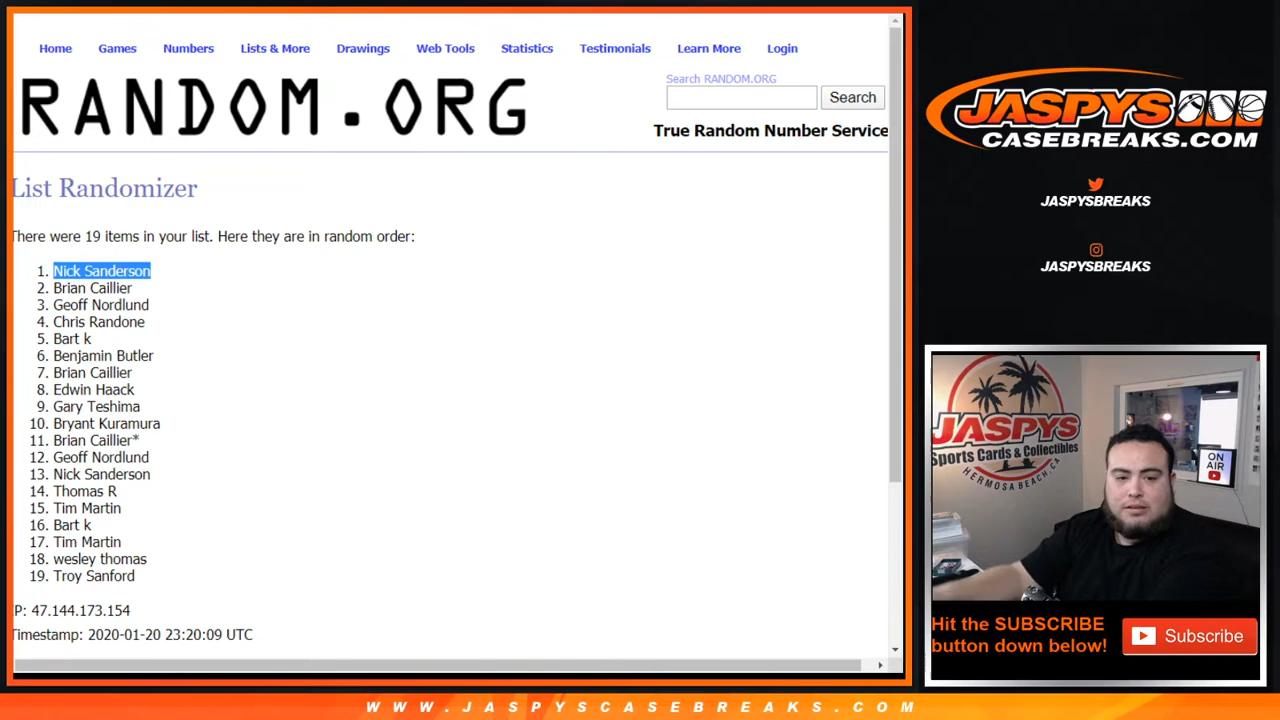 Home Games Numbers Lists & More Drawings Web Tools Statistics Testimonials Learn More Login
RANDOM.ORG
Search RANDOM.ORG
Search
True Random Number Service
List Randomizer
There were 19 items in your list. Here they are in random order:
1. Nick Sanderson
2. Brian Caillier
3. Geoff Nordlund
4. Chris Randone
5. Bart k
6. Benjamin Butler
7. Brian Caillier
8. Edwin Haack
9. Gary Teshima
10. Bryant Kuramura
11. Brian Caillier*
12. Geoff Nordlund
13. Nick Sanderson
14. Thomas R
15. Tim Martin
16. Bart k
17. Tim Martin
18. wesley thomas
19. Troy Sanford
IP: 47.144.173.154
Timestamp: 2020-01-20 23:20:09 UTC
JASPYS
CASEBREAKS.COM
JASPYSBREAKS
JASPYSBREAKS
JASPYS
Sports Cards & Collectibles
HERMOSA BEACH, CA
ON
AIR
Hit the SUBSCRIBE
button down below!
Subscribe
WWW.JASPYSCASEBREAKS.COM